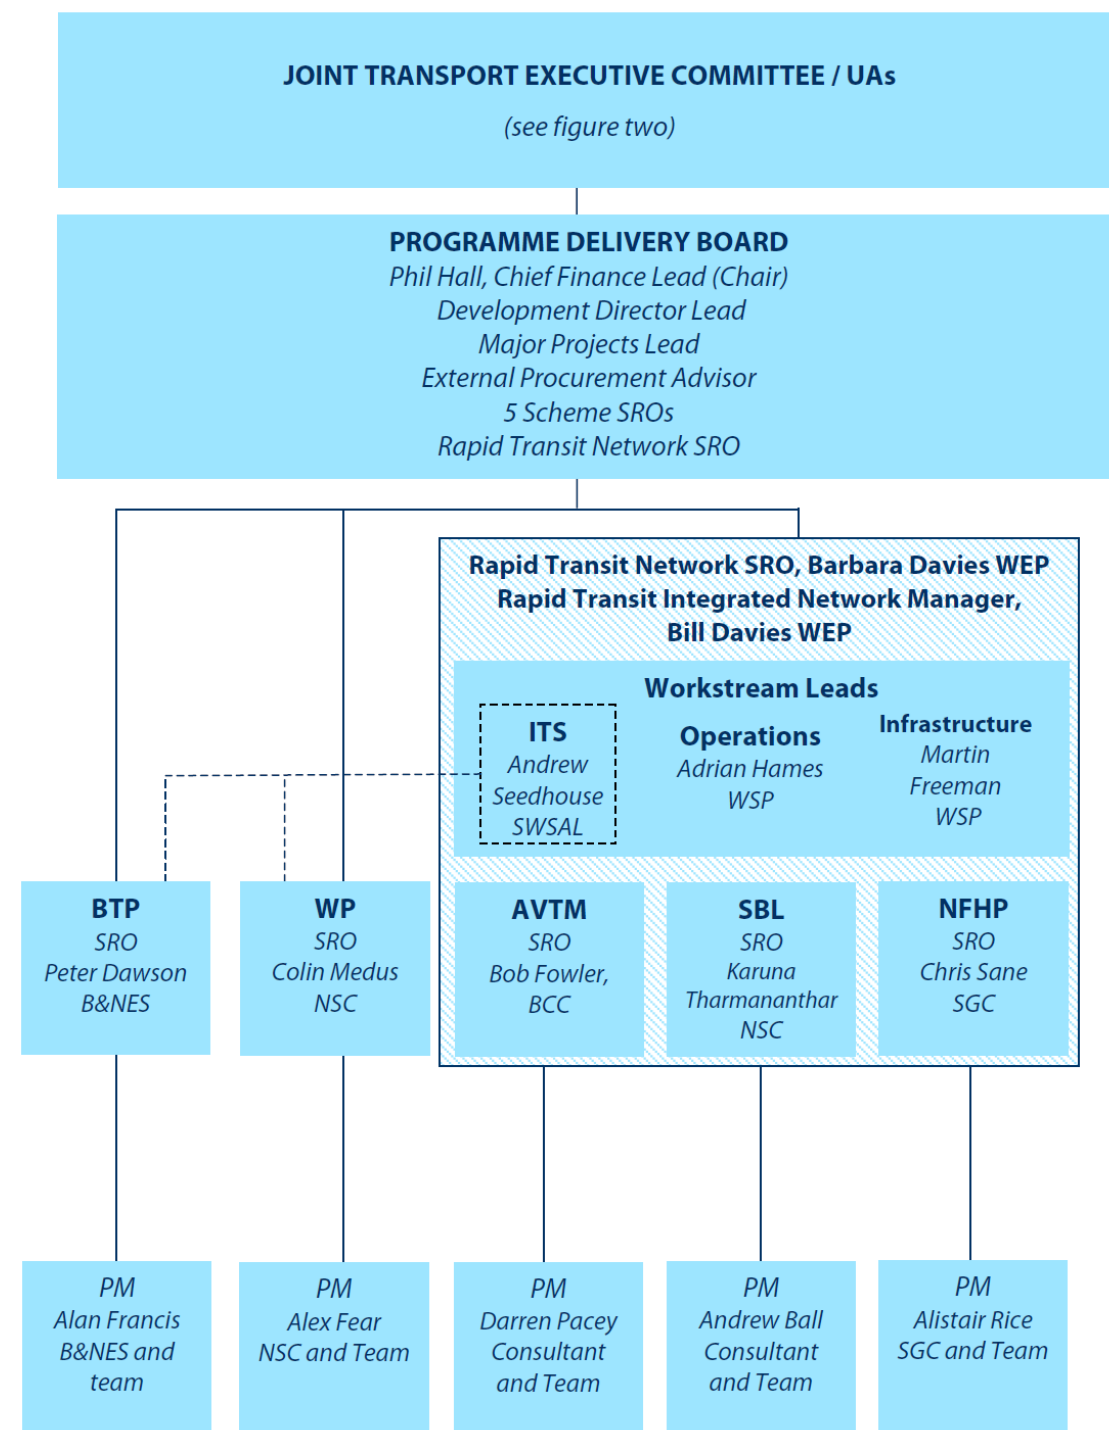 JOINT TRANSPORT EXECUTIVE COMMITTEE / UAs
(see figure two)
PROGRAMME DELIVERY BOARD
Phil Hall, Chief Finance Lead (Chair)
Development Director Lead
Major Projects Lead
External Procurement Advisor
5 Scheme SROs
Rapid Transit Network SRO
Rapid Transit Network SRO, Barbara Davies WEP
Rapid Transit Integrated Network Manager,
Bill Davies WEP
Workstream Leads
ITS
Andrew
Seedhouse
SWSAL
Operations
Adrian Hames
WSP
Infrastructure
Martin
Freeman
WSP
BTP
SRO
Peter Dawson
B&NES
WP
SRO
Colin Medus
NSC
AVTM
SRO
Bob Fowler,
BCC
SBL
SRO
Karuna
Tharmananthar
NSC
NFHP
SRO
Chris Sane
SGC
PM
Alan Francis
B&NES and
team
PM
Alex Fear
NSC and Team
PM
Darren Pacey
Consultant
and Team
PM
Andrew Ball
Consultant
and Team
PM
Alistair Rice
SGC and Team